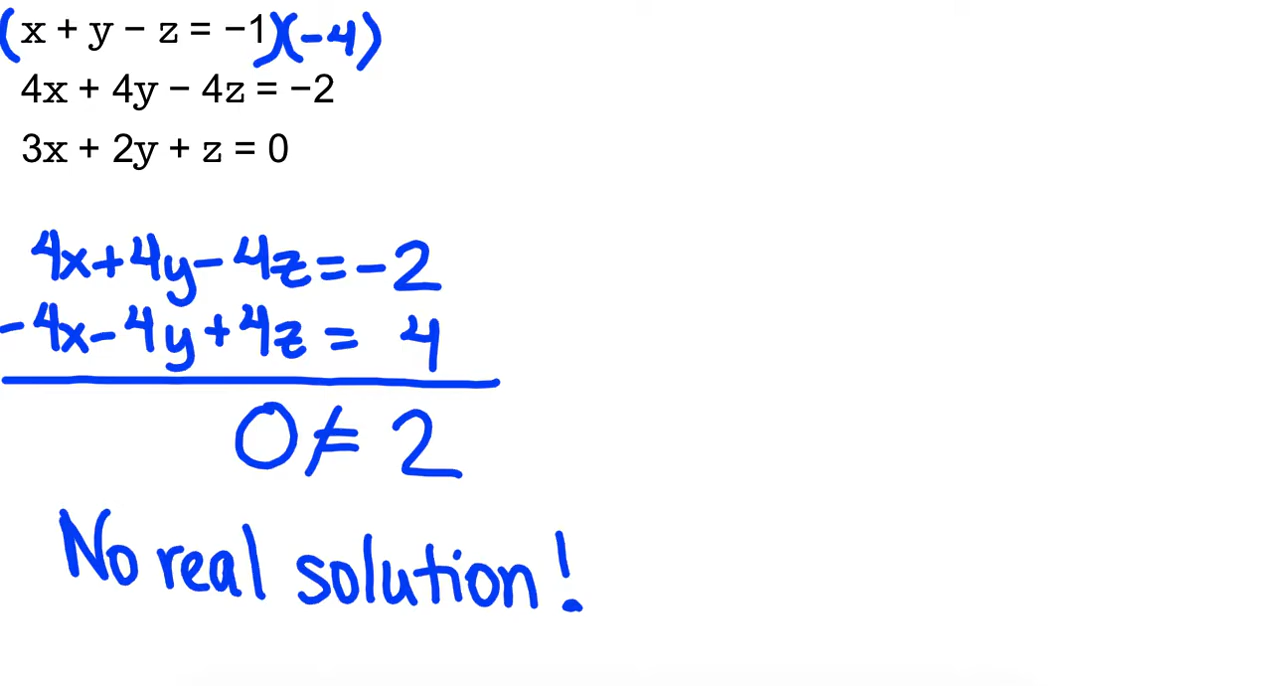 (x + y − z = −1)(-4)
4x + 4y − 4z = −2
3x + 2y + z = 0
4x+4y-4z=-2
-4x-4y+4z= 4
0≠2
No real solution!